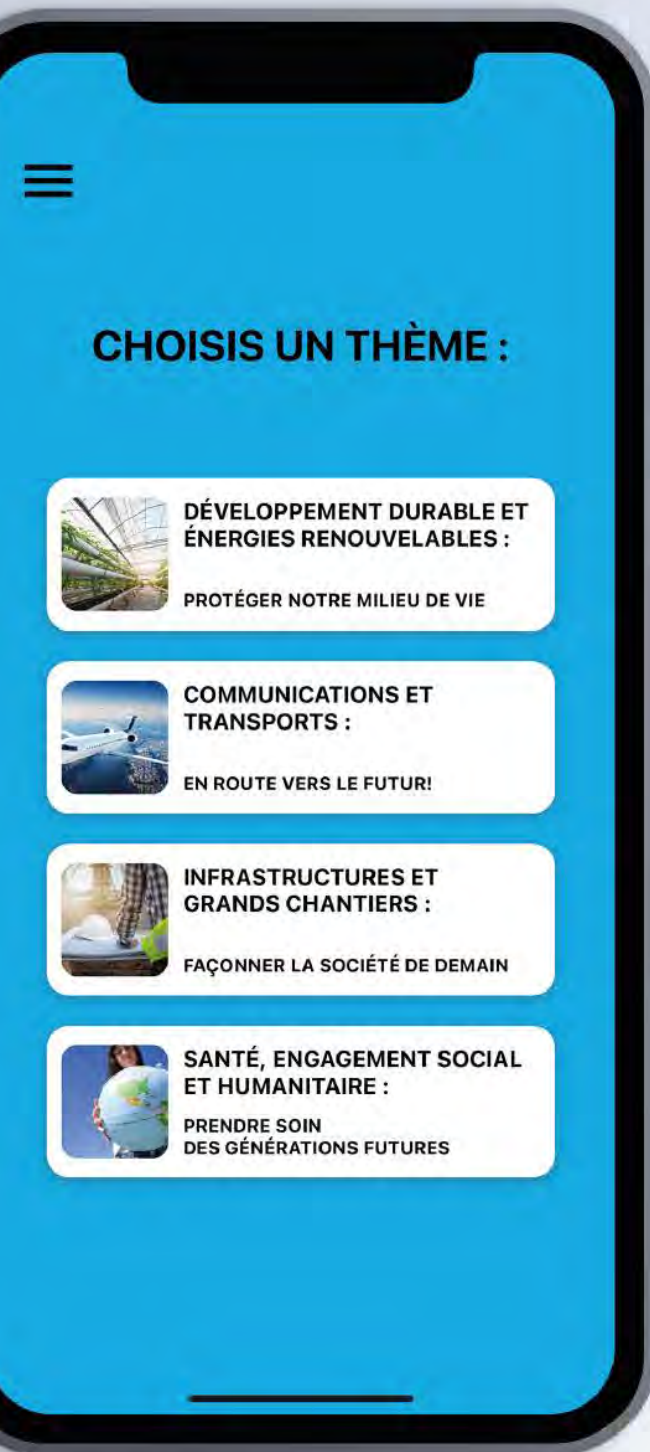 CHOISIS UN THÈME :
DÉVELOPPEMENT DURABLE ET
ÉNERGIES RENOUVELABLES :
PROTÉGER NOTRE MILIEU DE VIE
COMMUNICATIONS ET
TRANSPORTS :
EN ROUTE VERS LE FUTUR!
INFRASTRUCTURES ET
GRANDS CHANTIERS :
FAÇONNER LA SOCIÉTÉ DE DEMAIN
SANTÉ, ENGAGEMENT SOCIAL
ET HUMANITAIRE :
PRENDRE SOIN
DES GÉNÉRATIONS FUTURES